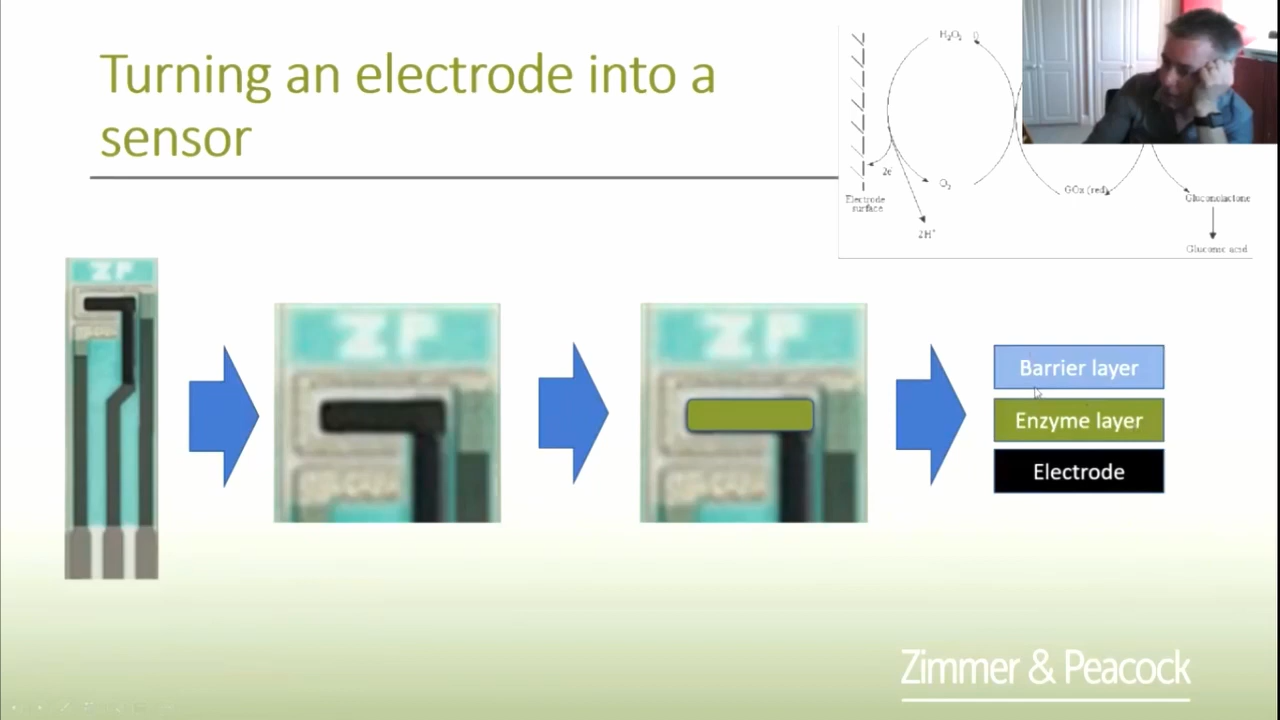 Turning an electrode into a
sensor
H₂O₂
2e
O₂
GOx (red)
Gluconolactone
Electrode
surface
2H⁺
Gluconic acid
ZP
ZP
ZP
Barrier layer
Enzyme layer
Electrode
Zimmer & Peacock